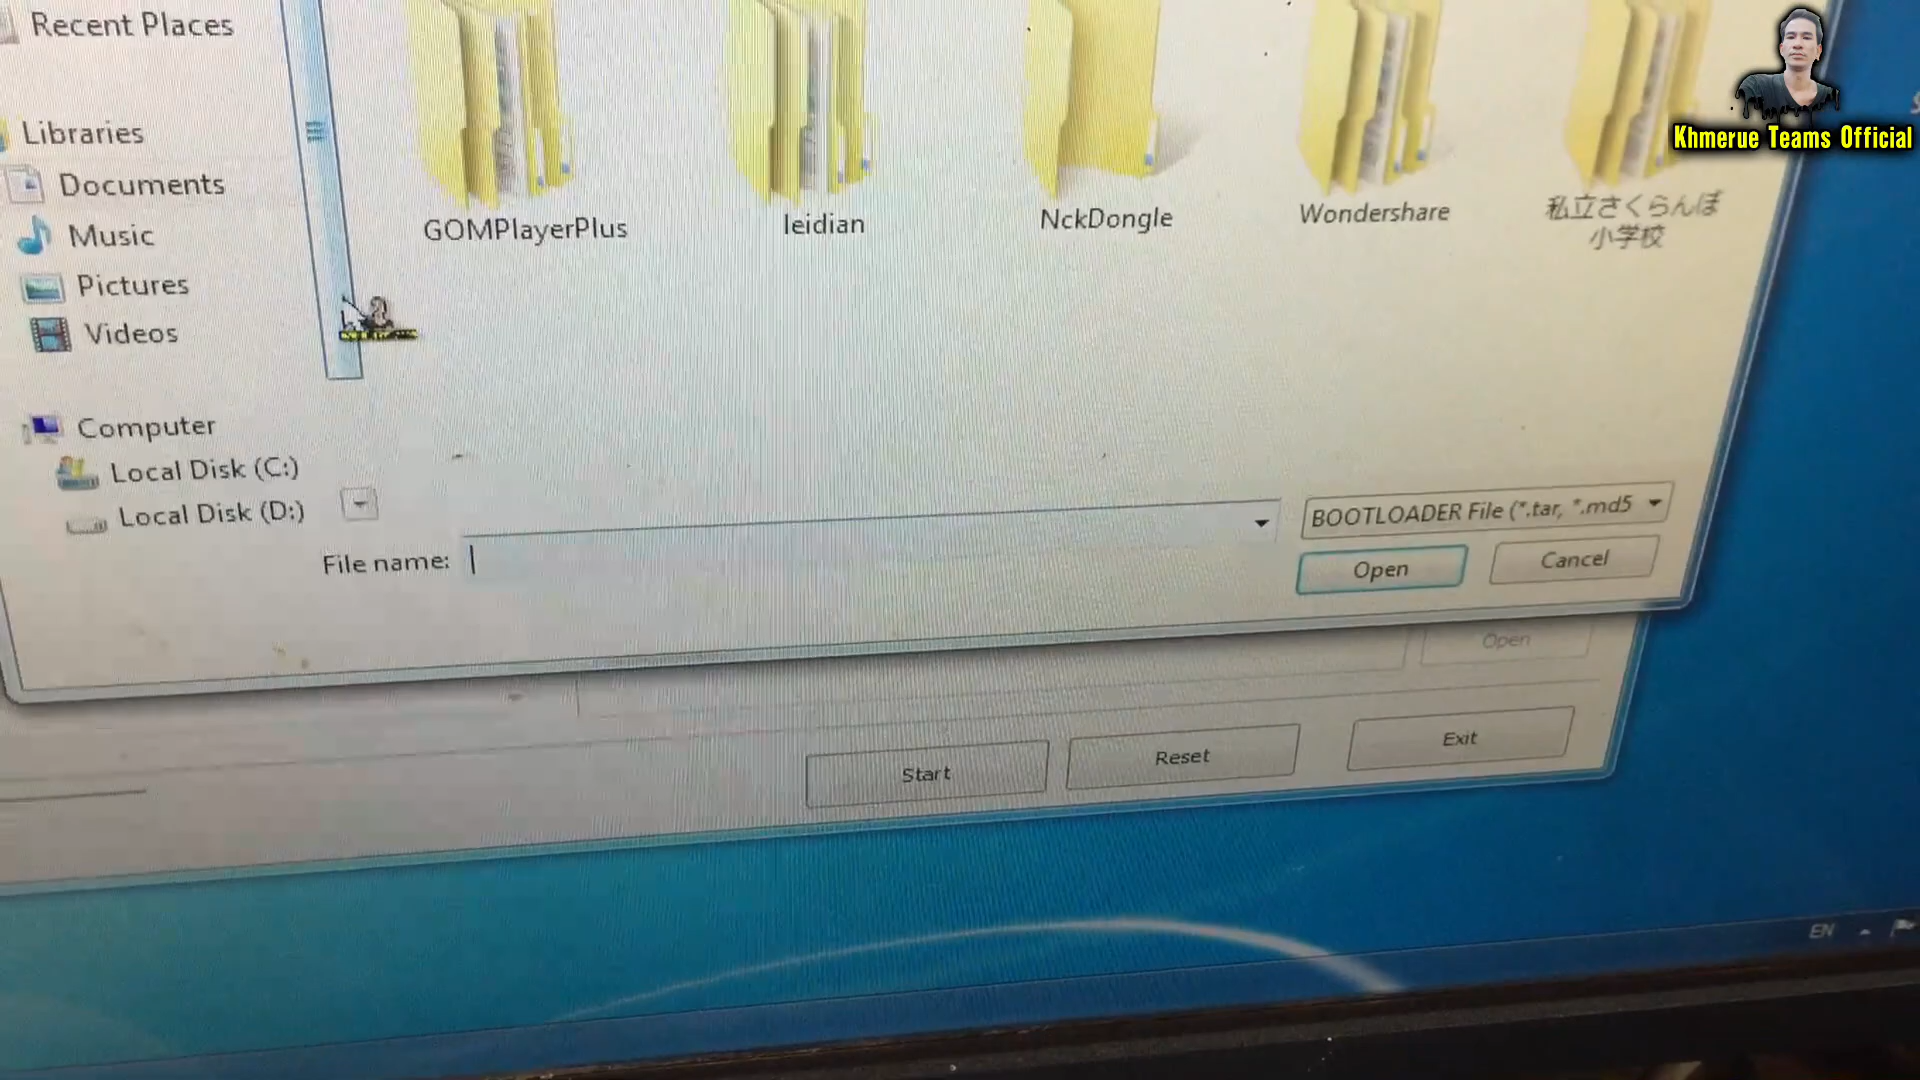 Recent Places
Libraries
Documents
Music
Pictures
Videos
Computer
Local Disk (C:)
Local Disk (D:)
GOMPlayerPlus
leidian
NckDongle
Wondershare
私立さくらんぼ
小学校
Khmerue Teams Official
File name:
BOOTLOADER File (*.tar, *.md5
Open
Cancel
Open
Start
Reset
Exit
EN